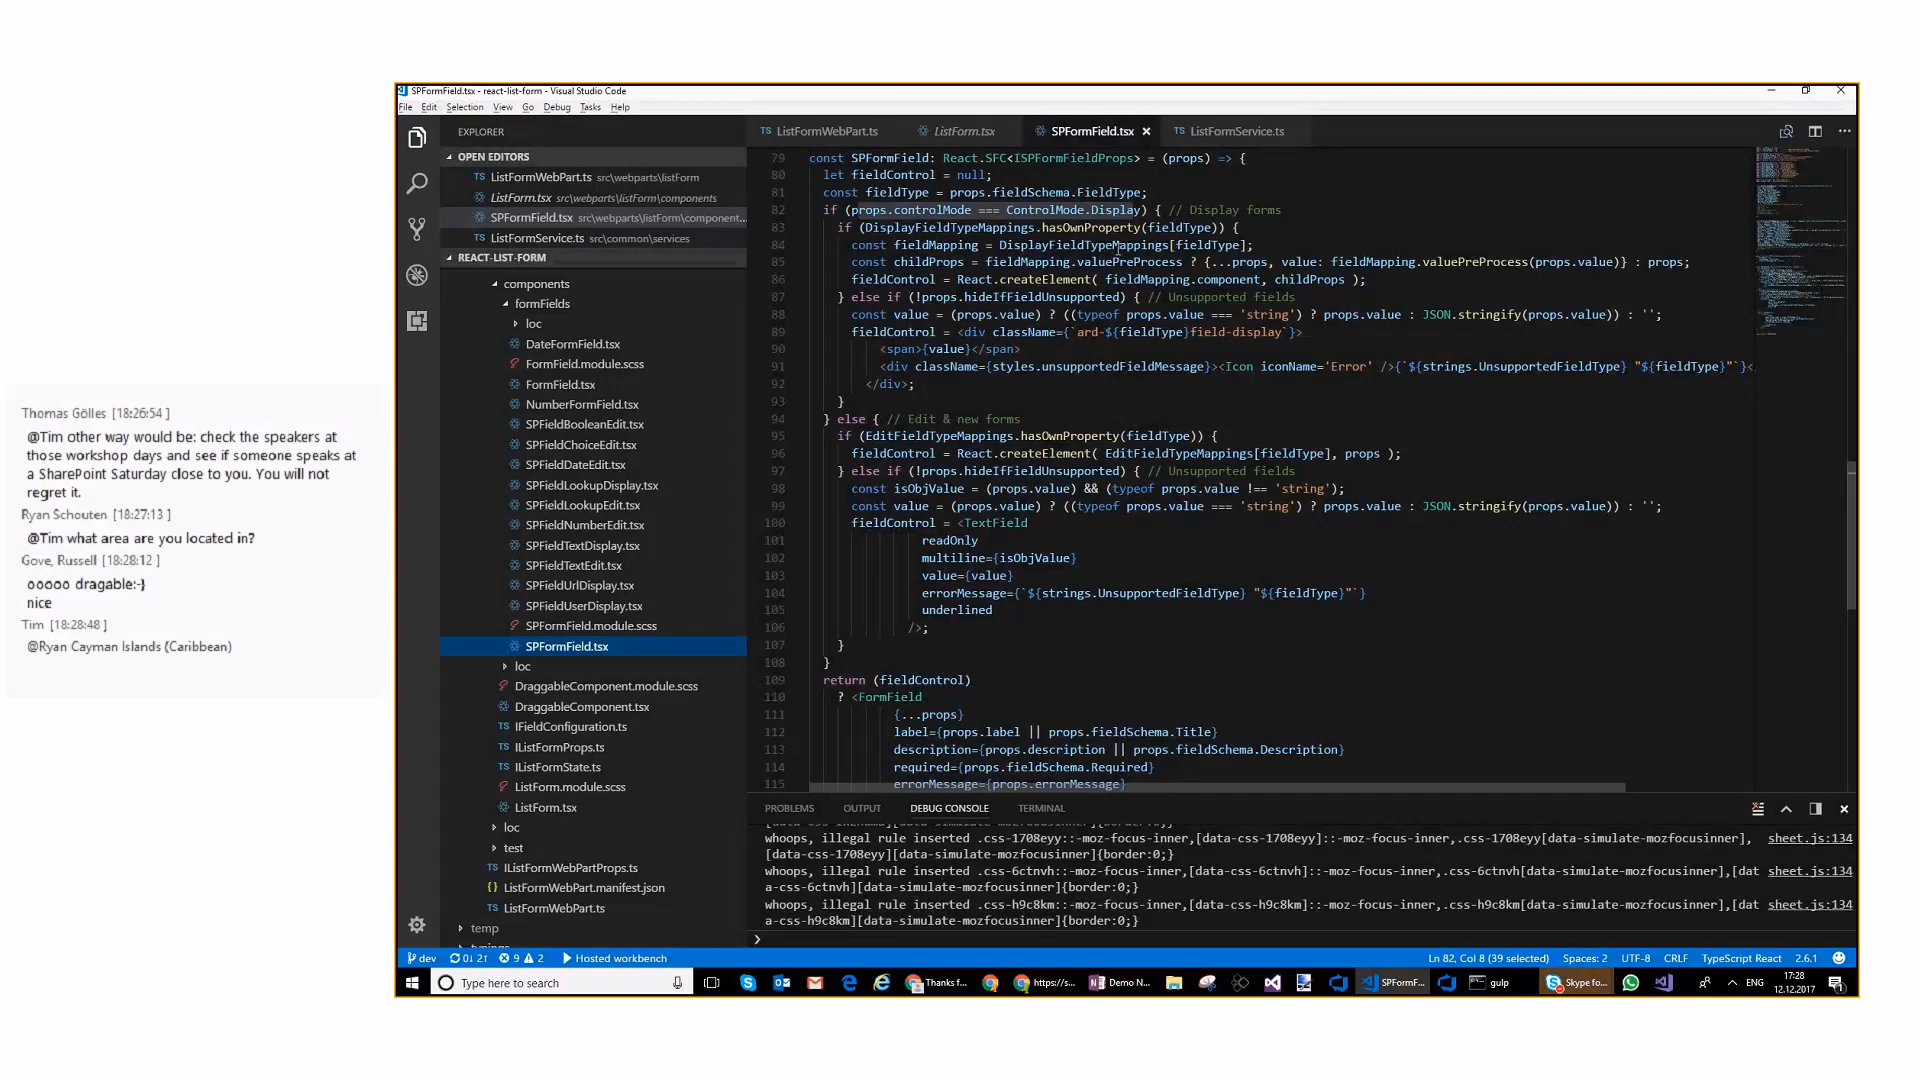 Thomas Gölles [18:26:54 ]
@Tim other way would be: check the speakers at
those workshop days and see if someone speaks at
a SharePoint Saturday close to you. You will not
regret it.
Ryan Schouten [18:27:13 ]
@Tim what area are you located in?
Gove, Russell [18:28:12 ]
ooooo dragable:-}
nice
Tim [18:28:48 ]
@Ryan Cayman Islands (Caribbean)
SPFormField.tsx - react-list-form - Visual Studio Code
File Edit Selection View Go Debug Tasks Help
EXPLORER
OPEN EDITORS
TS ListFormWebPart.ts src\webparts\listForm
ListForm.tsx src\webparts\listForm\components
SPFormField.tsx src\webparts\listForm\component...
TS ListFormService.ts src\common\services
REACT-LIST-FORM
components
formFields
loc
DateFormField.tsx
FormField.module.scss
FormField.tsx
NumberFormField.tsx
SPFieldBooleanEdit.tsx
SPFieldChoiceEdit.tsx
SPFieldDateEdit.tsx
SPFieldLookupDisplay.tsx
SPFieldLookupEdit.tsx
SPFieldNumberEdit.tsx
SPFieldTextDisplay.tsx
SPFieldTextEdit.tsx
SPFieldUrlDisplay.tsx
SPFieldUserDisplay.tsx
SPFormField.module.scss
SPFormField.tsx
loc
DraggableComponent.module.scss
DraggableComponent.tsx
TS IFieldConfiguration.ts
TS IListFormProps.ts
TS IListFormState.ts
ListForm.module.scss
ListForm.tsx
loc
test
TS IListFormWebPartProps.ts
{} ListFormWebPart.manifest.json
TS ListFormWebPart.ts
temp
TS ListFormWebPart.ts ListForm.tsx SPFormField.tsx TS ListFormService.ts
79 const SPFormField: React.SFC<ISPFormFieldProps> = (props) => {
80 let fieldControl = null;
81 const fieldType = props.fieldSchema.FieldType;
82 if (props.controlMode === ControlMode.Display) { // Display forms
83 if (DisplayFieldTypeMappings.hasOwnProperty(fieldType)) {
84 const fieldMapping = DisplayFieldTypeMappings[fieldType];
85 const childProps = fieldMapping.valuePreProcess ? {...props, value: fieldMapping.valuePreProcess(props.value)} : props;
86 fieldControl = React.createElement( fieldMapping.component, childProps );
87 } else if (!props.hideIfFieldUnsupported) { // Unsupported fields
88 const value = (props.value) ? ((typeof props.value === 'string') ? props.value : JSON.stringify(props.value)) : '';
89 fieldControl = <div className={`ard-${fieldType}field-display`}>
90 <span>{value}</span>
91 <div className={styles.unsupportedFieldMessage}><Icon iconName='Error' />{`${strings.UnsupportedFieldType} "${fieldType}"`}<
92 </div>;
93 }
94 } else { // Edit & new forms
95 if (EditFieldTypeMappings.hasOwnProperty(fieldType)) {
96 fieldControl = React.createElement( EditFieldTypeMappings[fieldType], props );
97 } else if (!props.hideIfFieldUnsupported) { // Unsupported fields
98 const isObjValue = (props.value) && (typeof props.value !== 'string');
99 const value = (props.value) ? ((typeof props.value === 'string') ? props.value : JSON.stringify(props.value)) : '';
100 fieldControl = <TextField
101 readOnly
102 multiline={isObjValue}
103 value={value}
104 errorMessage={`${strings.UnsupportedFieldType} "${fieldType}"`}
105 underlined
106 />;
107 }
108 }
109 return (fieldControl)
110 ? <FormField
111 {...props}
112 label={props.label || props.fieldSchema.Title}
113 description={props.description || props.fieldSchema.Description}
114 required={props.fieldSchema.Required}
115 errorMessage={props.errorMessage}
PROBLEMS OUTPUT DEBUG CONSOLE TERMINAL
whoops, illegal rule inserted .css-1708eyy::-moz-focus-inner,[data-css-1708eyy]::-moz-focus-inner,.css-1708eyy[data-simulate-mozfocusinner], sheet.js:134
[data-css-1708eyy][data-simulate-mozfocusinner]{border:0;}
whoops, illegal rule inserted .css-6ctnvh::-moz-focus-inner,[data-css-6ctnvh]::-moz-focus-inner,.css-6ctnvh[data-simulate-mozfocusinner],[dat sheet.js:134
a-css-6ctnvh][data-simulate-mozfocusinner]{border:0;}
whoops, illegal rule inserted .css-h9c8km::-moz-focus-inner,[data-css-h9c8km]::-moz-focus-inner,.css-h9c8km[data-simulate-mozfocusinner],[dat sheet.js:134
a-css-h9c8km][data-simulate-mozfocusinner]{border:0;}
dev 0↓ 2↑ 9 2 Hosted workbench Ln 82, Col 8 (39 selected) Spaces: 2 UTF-8 CRLF TypeScript React 2.6.1
Type here to search Thanks f... https://s... Demo N... SPFormF... gulp Skype fo... ENG 17:28
12.12.2017